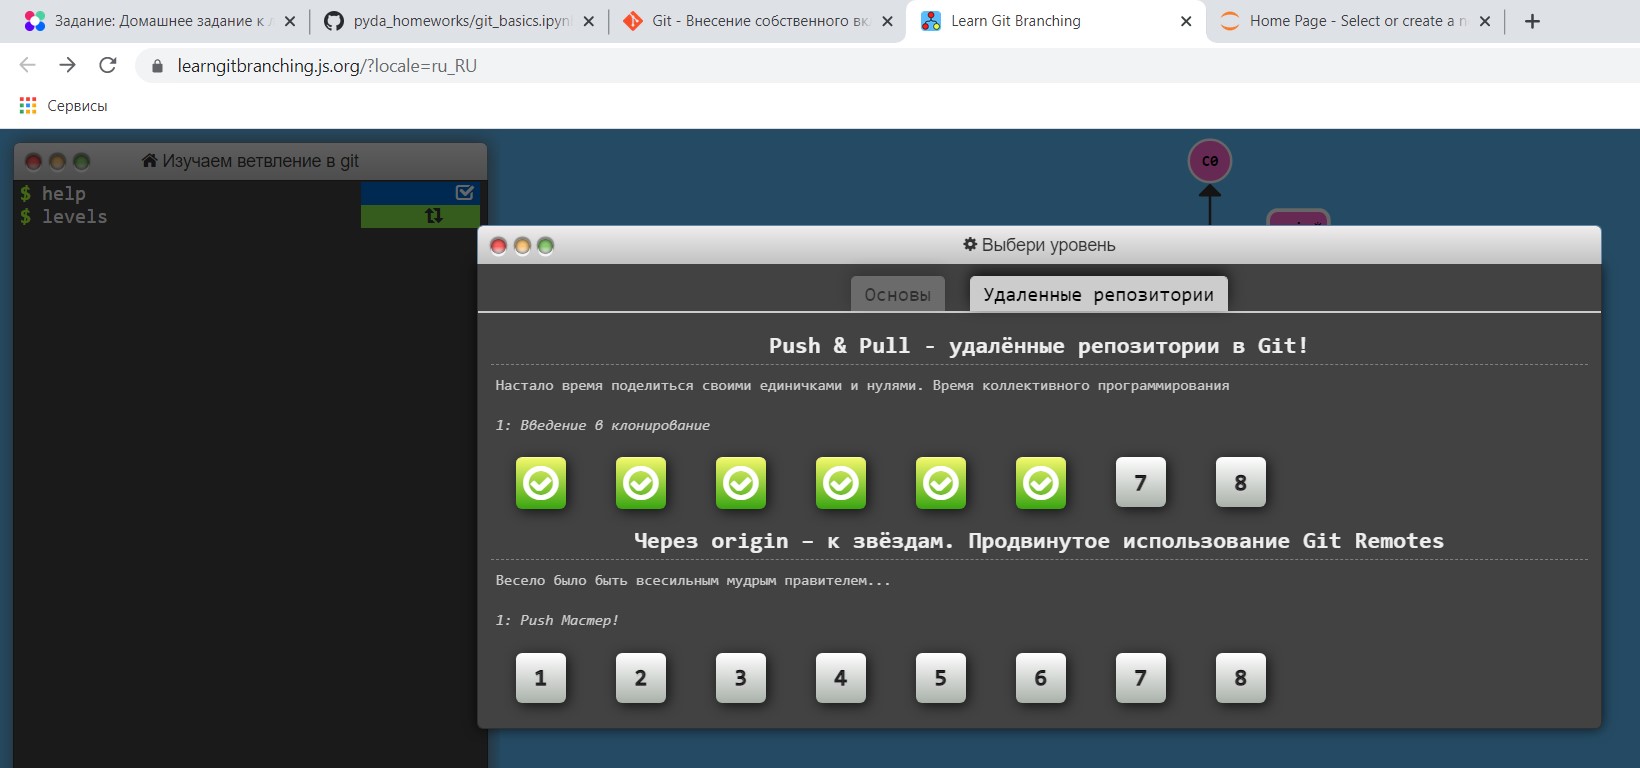 Задание: Домашнее задание к
pyda_homeworks/git_basics.ipyn
Git - Внесение собственного вк
Learn Git Branching
Home Page - Select or create a n
learngitbranching.js.org/?locale=ru_RU
Сервисы
Изучаем ветвление в git
$ help
$ levels
c0
Выбери уровень
Основы
Удаленные репозитории
Push & Pull - удалённые репозитории в Git!
Настало время поделиться своими единичками и нулями. Время коллективного программирования
1: Введение в клонирование
7 8
Через origin – к звёздам. Продвинутое использование Git Remotes
Весело было быть всесильным мудрым правителем...
1: Push Мастер!
1 2 3 4 5 6 7 8